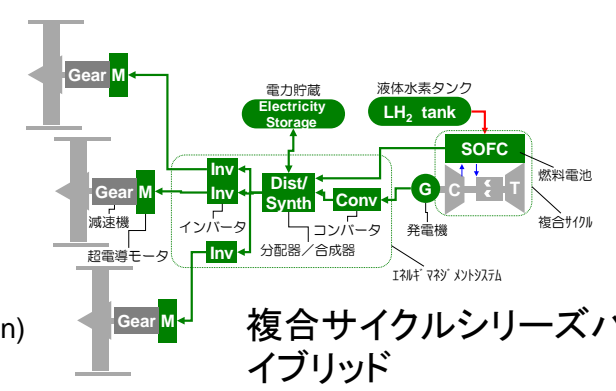 Gear M
電力貯蔵
Electricity
Storage
液体水素タンク
LH2 tank
SOFC
燃料電池
C
T
複合サイクル
G
発電機
Conv
コンバータ
Dist/
Synth
分配器／合成器
Inv
Inv
Inv
インバータ
Gear M
減速機
超電導モータ
エネルギマネジメントシステム
Gear M
n)
複合サイクルシリーズハ
イブリッド